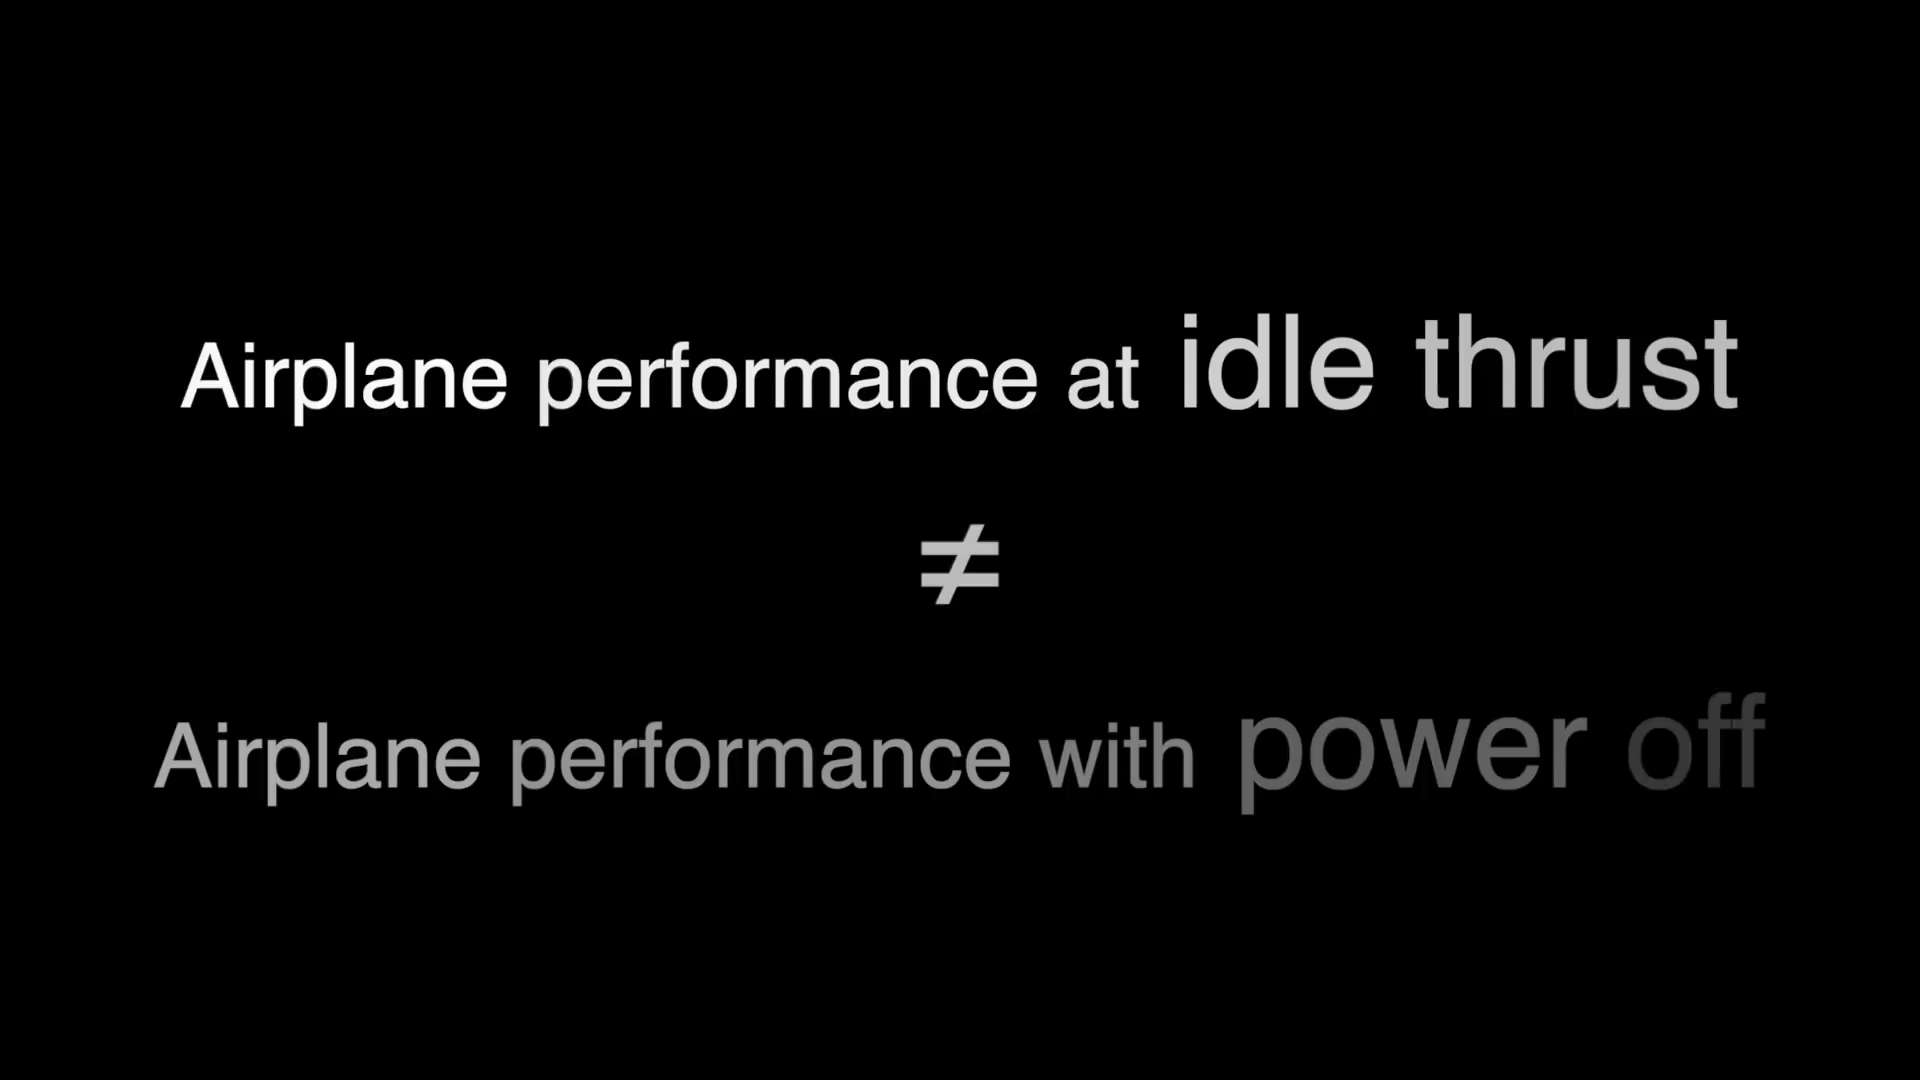 Airplane performance at idle thrust
≠
Airplane performance with power off